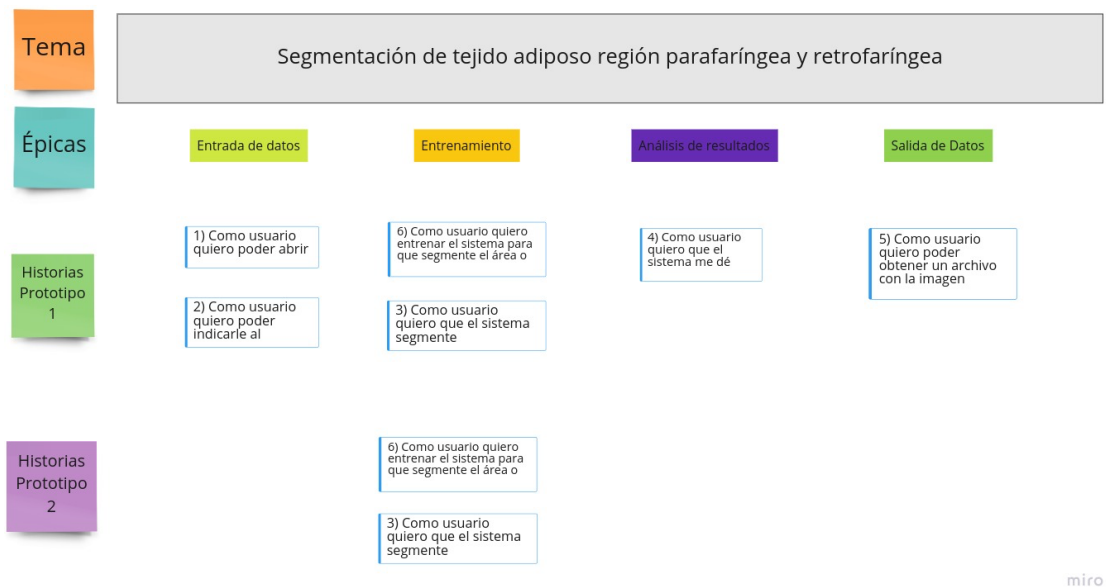 Tema
Segmentación de tejido adiposo región parafaríngea y retrofaríngea
Épicas
Entrada de datos
Entrenamiento
Análisis de resultados
Salida de Datos
Historias
Prototipo
1
1) Como usuario
quiero poder abrir
2) Como usuario
quiero poder
indicarle al
6) Como usuario quiero
entrenar el sistema para
que segmente el área o
3) Como usuario
quiero que el sistema
segmente
4) Como usuario
quiero que el
sistema me dé
5) Como usuario
quiero poder
obtener un archivo
con la imagen
Historias
Prototipo
2
6) Como usuario quiero
entrenar el sistema para
que segmente el área o
3) Como usuario
quiero que el sistema
segmente
miro